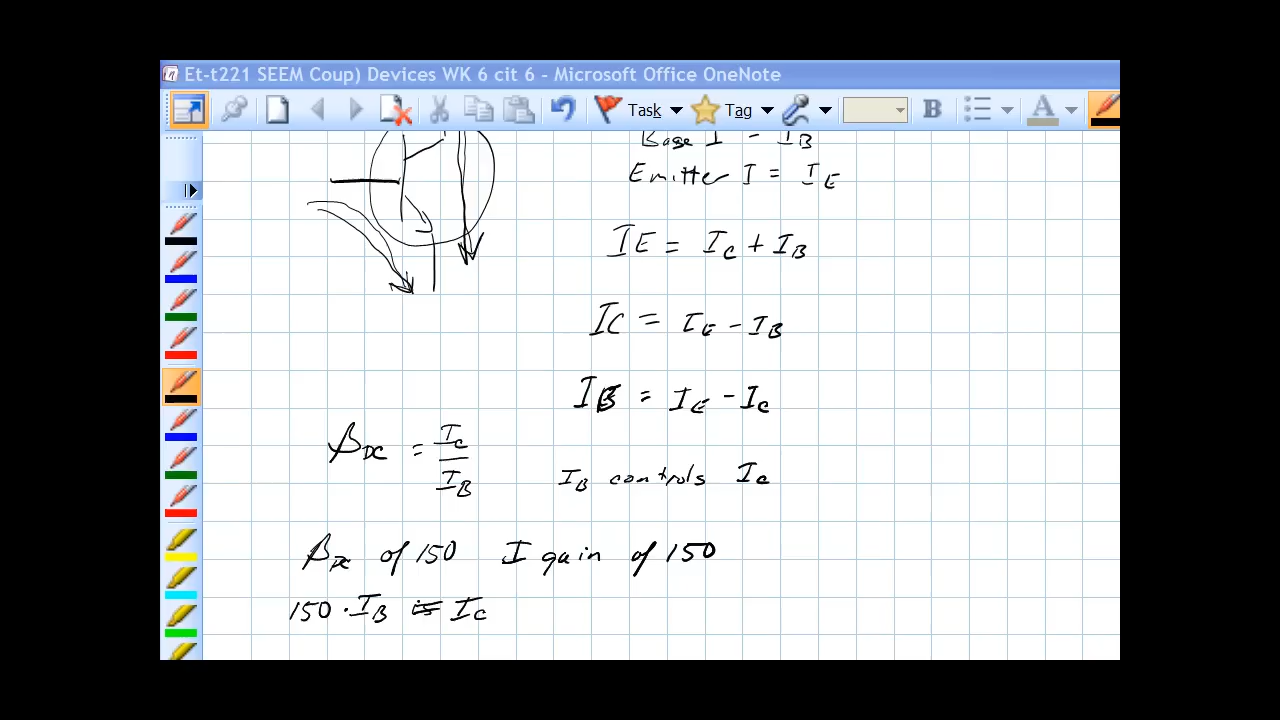 Et-t221 SEEM Coup) Devices WK 6 cit 6 - Microsoft Office OneNote
Task Tag B A
Base I = IB
Emitter I = IE
IE = IC + IB
IC = IE - IB
IB = IE - IC
βDC = IC / IB
IB controls IC
βDC of 150 I gain of 150
150 · IB = IC